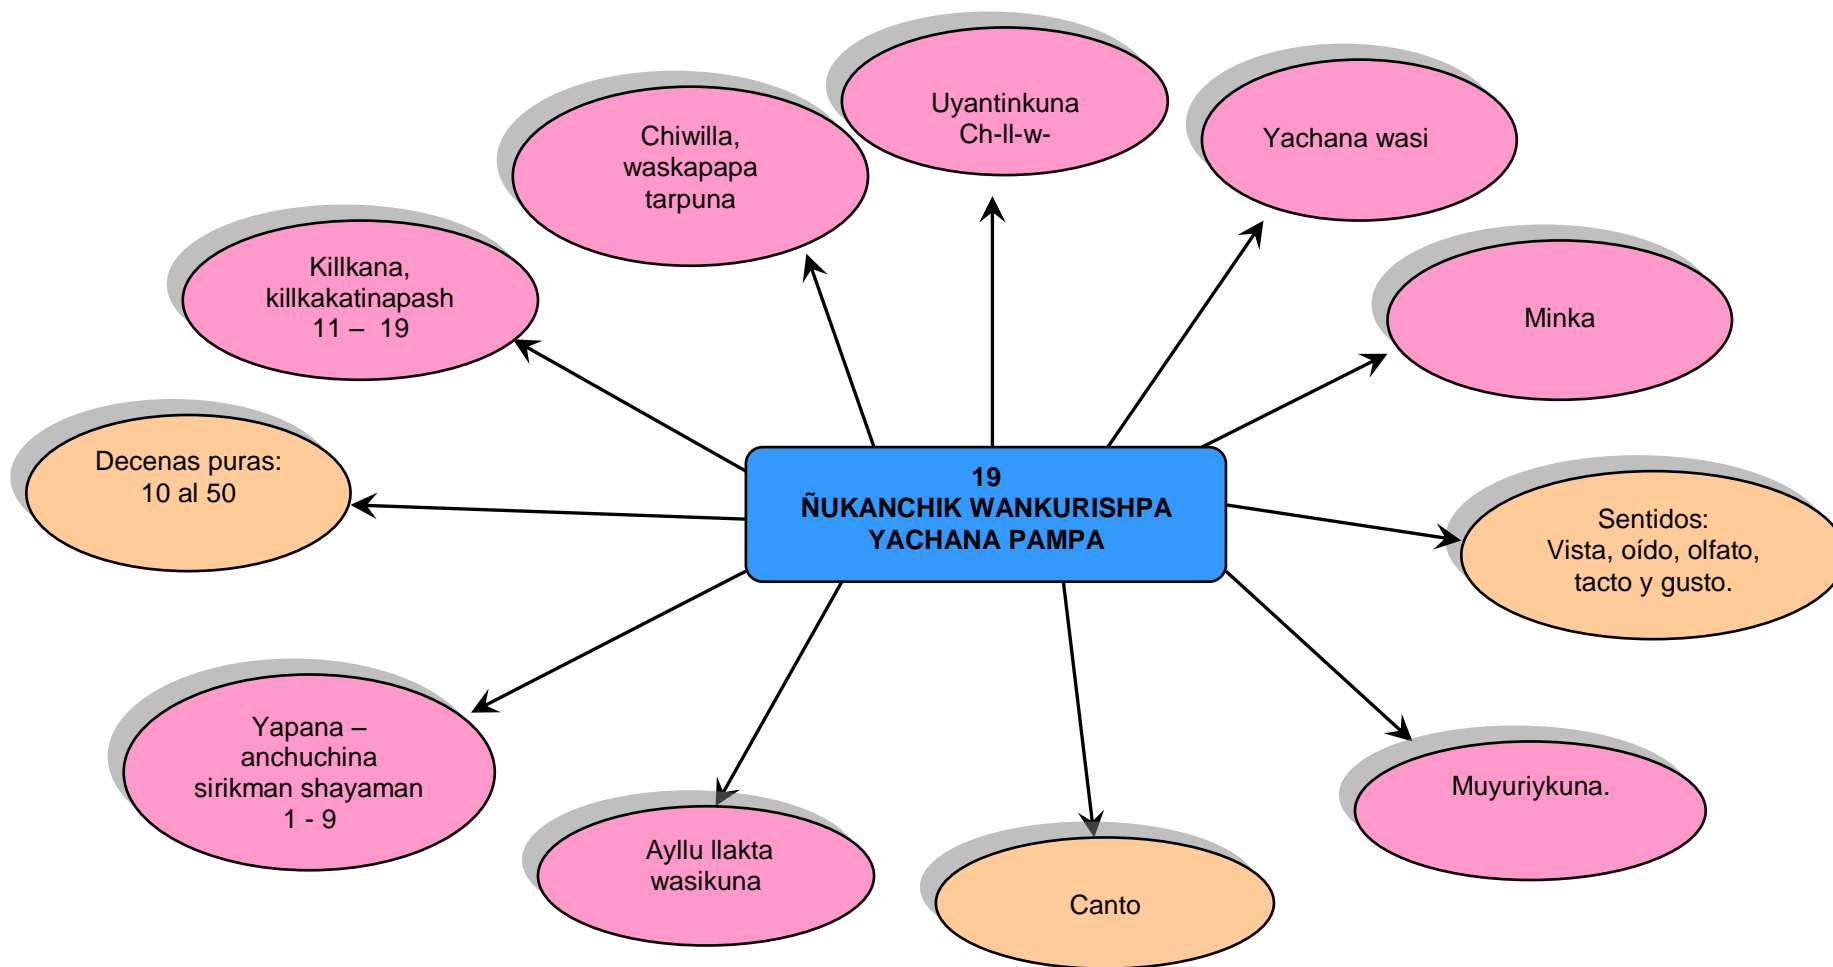 Uyantinkuna
Ch-ll-w-
Chiwilla,
waskapapa
tarpuna
Yachana wasi
Killkana,
killkakatinapash
11 – 19
Minka
Decenas puras:
10 al 50
19
ÑUKANCHIK WANKURISHPA
YACHANA PAMPA
Sentidos:
Vista, oído, olfato,
tacto y gusto.
Yapana –
anchuchina
sirikman shayaman
1 - 9
Muyuriykuna.
Ayllu llakta
wasikuna
Canto